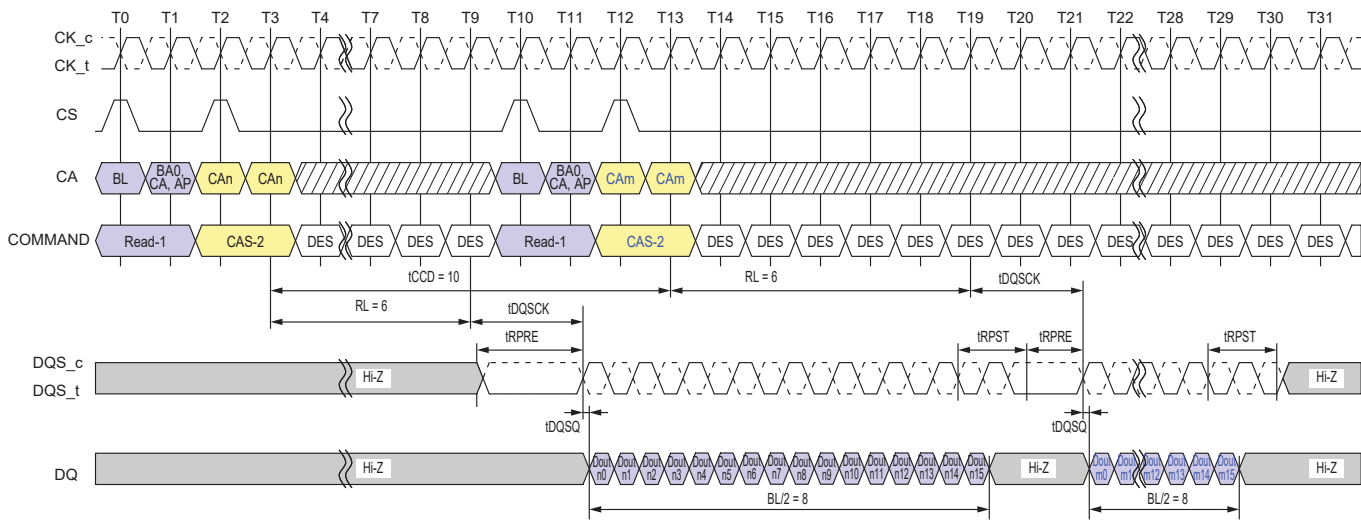 T0 T1 T2 T3 T4 T7 T8 T9 T10 T11 T12 T13 T14 T15 T16 T17 T18 T19 T20 T21 T22 T28 T29 T30 T31
CK_c
CK_t
CS
CA BL BA0, CA, AP CAn CAn BL BA0, CA, AP CAm CAm
COMMAND Read-1 CAS-2 DES DES DES DES Read-1 CAS-2 DES DES DES DES DES DES DES DES DES DES DES DES DES
tCCD = 10 RL = 6 tDQSCK
RL = 6 tDQSCK
tRPRE tRPST tRPRE tRPST
DQS_c
DQS_t
Hi-Z Hi-Z
tDQSQ tDQSQ
DQ Hi-Z Dout n0 Dout n1 Dout n2 Dout n3 Dout n4 Dout n5 Dout n6 Dout n7 Dout n8 Dout n9 Dout n10 Dout n11 Dout n12 Dout n13 Dout n14 Dout n15 Hi-Z Dout m0 Dout m1 Dout m12 Dout m13 Dout m14 Dout m15 Hi-Z
BL/2 = 8 BL/2 = 8